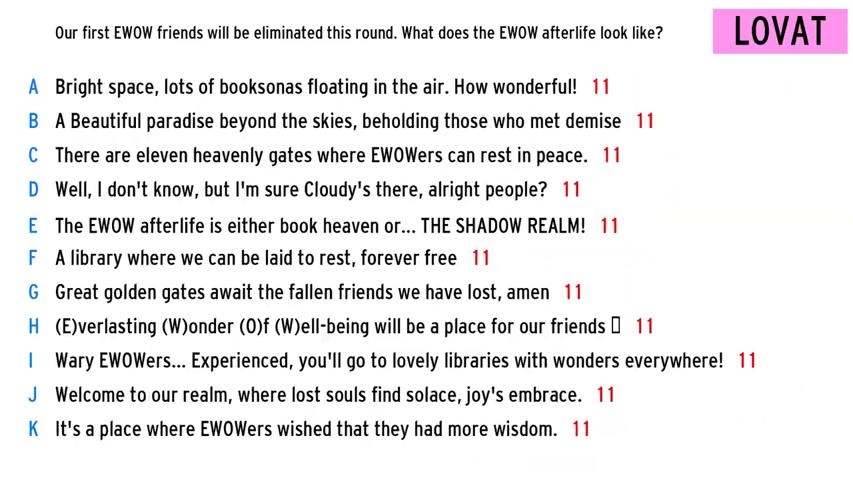 Our first EWOW friends will be eliminated this round. What does the EWOW afterlife look like?
LOVAT
A Bright space, lots of booksonas floating in the air. How wonderful! 11
B A Beautiful paradise beyond the skies, beholding those who met demise 11
C There are eleven heavenly gates where EWOWers can rest in peace. 11
D Well, I don't know, but I'm sure Cloudy's there, alright people? 11
E The EWOW afterlife is either book heaven or... THE SHADOW REALM! 11
F A library where we can be laid to rest, forever free 11
G Great golden gates await the fallen friends we have lost, amen 11
H (E)verlasting (W)onder (O)f (W)ell-being will be a place for our friends 11
I Wary EWOWers... Experienced, you'll go to lovely libraries with wonders everywhere! 11
J Welcome to our realm, where lost souls find solace, joy's embrace. 11
K It's a place where EWOWers wished that they had more wisdom. 11